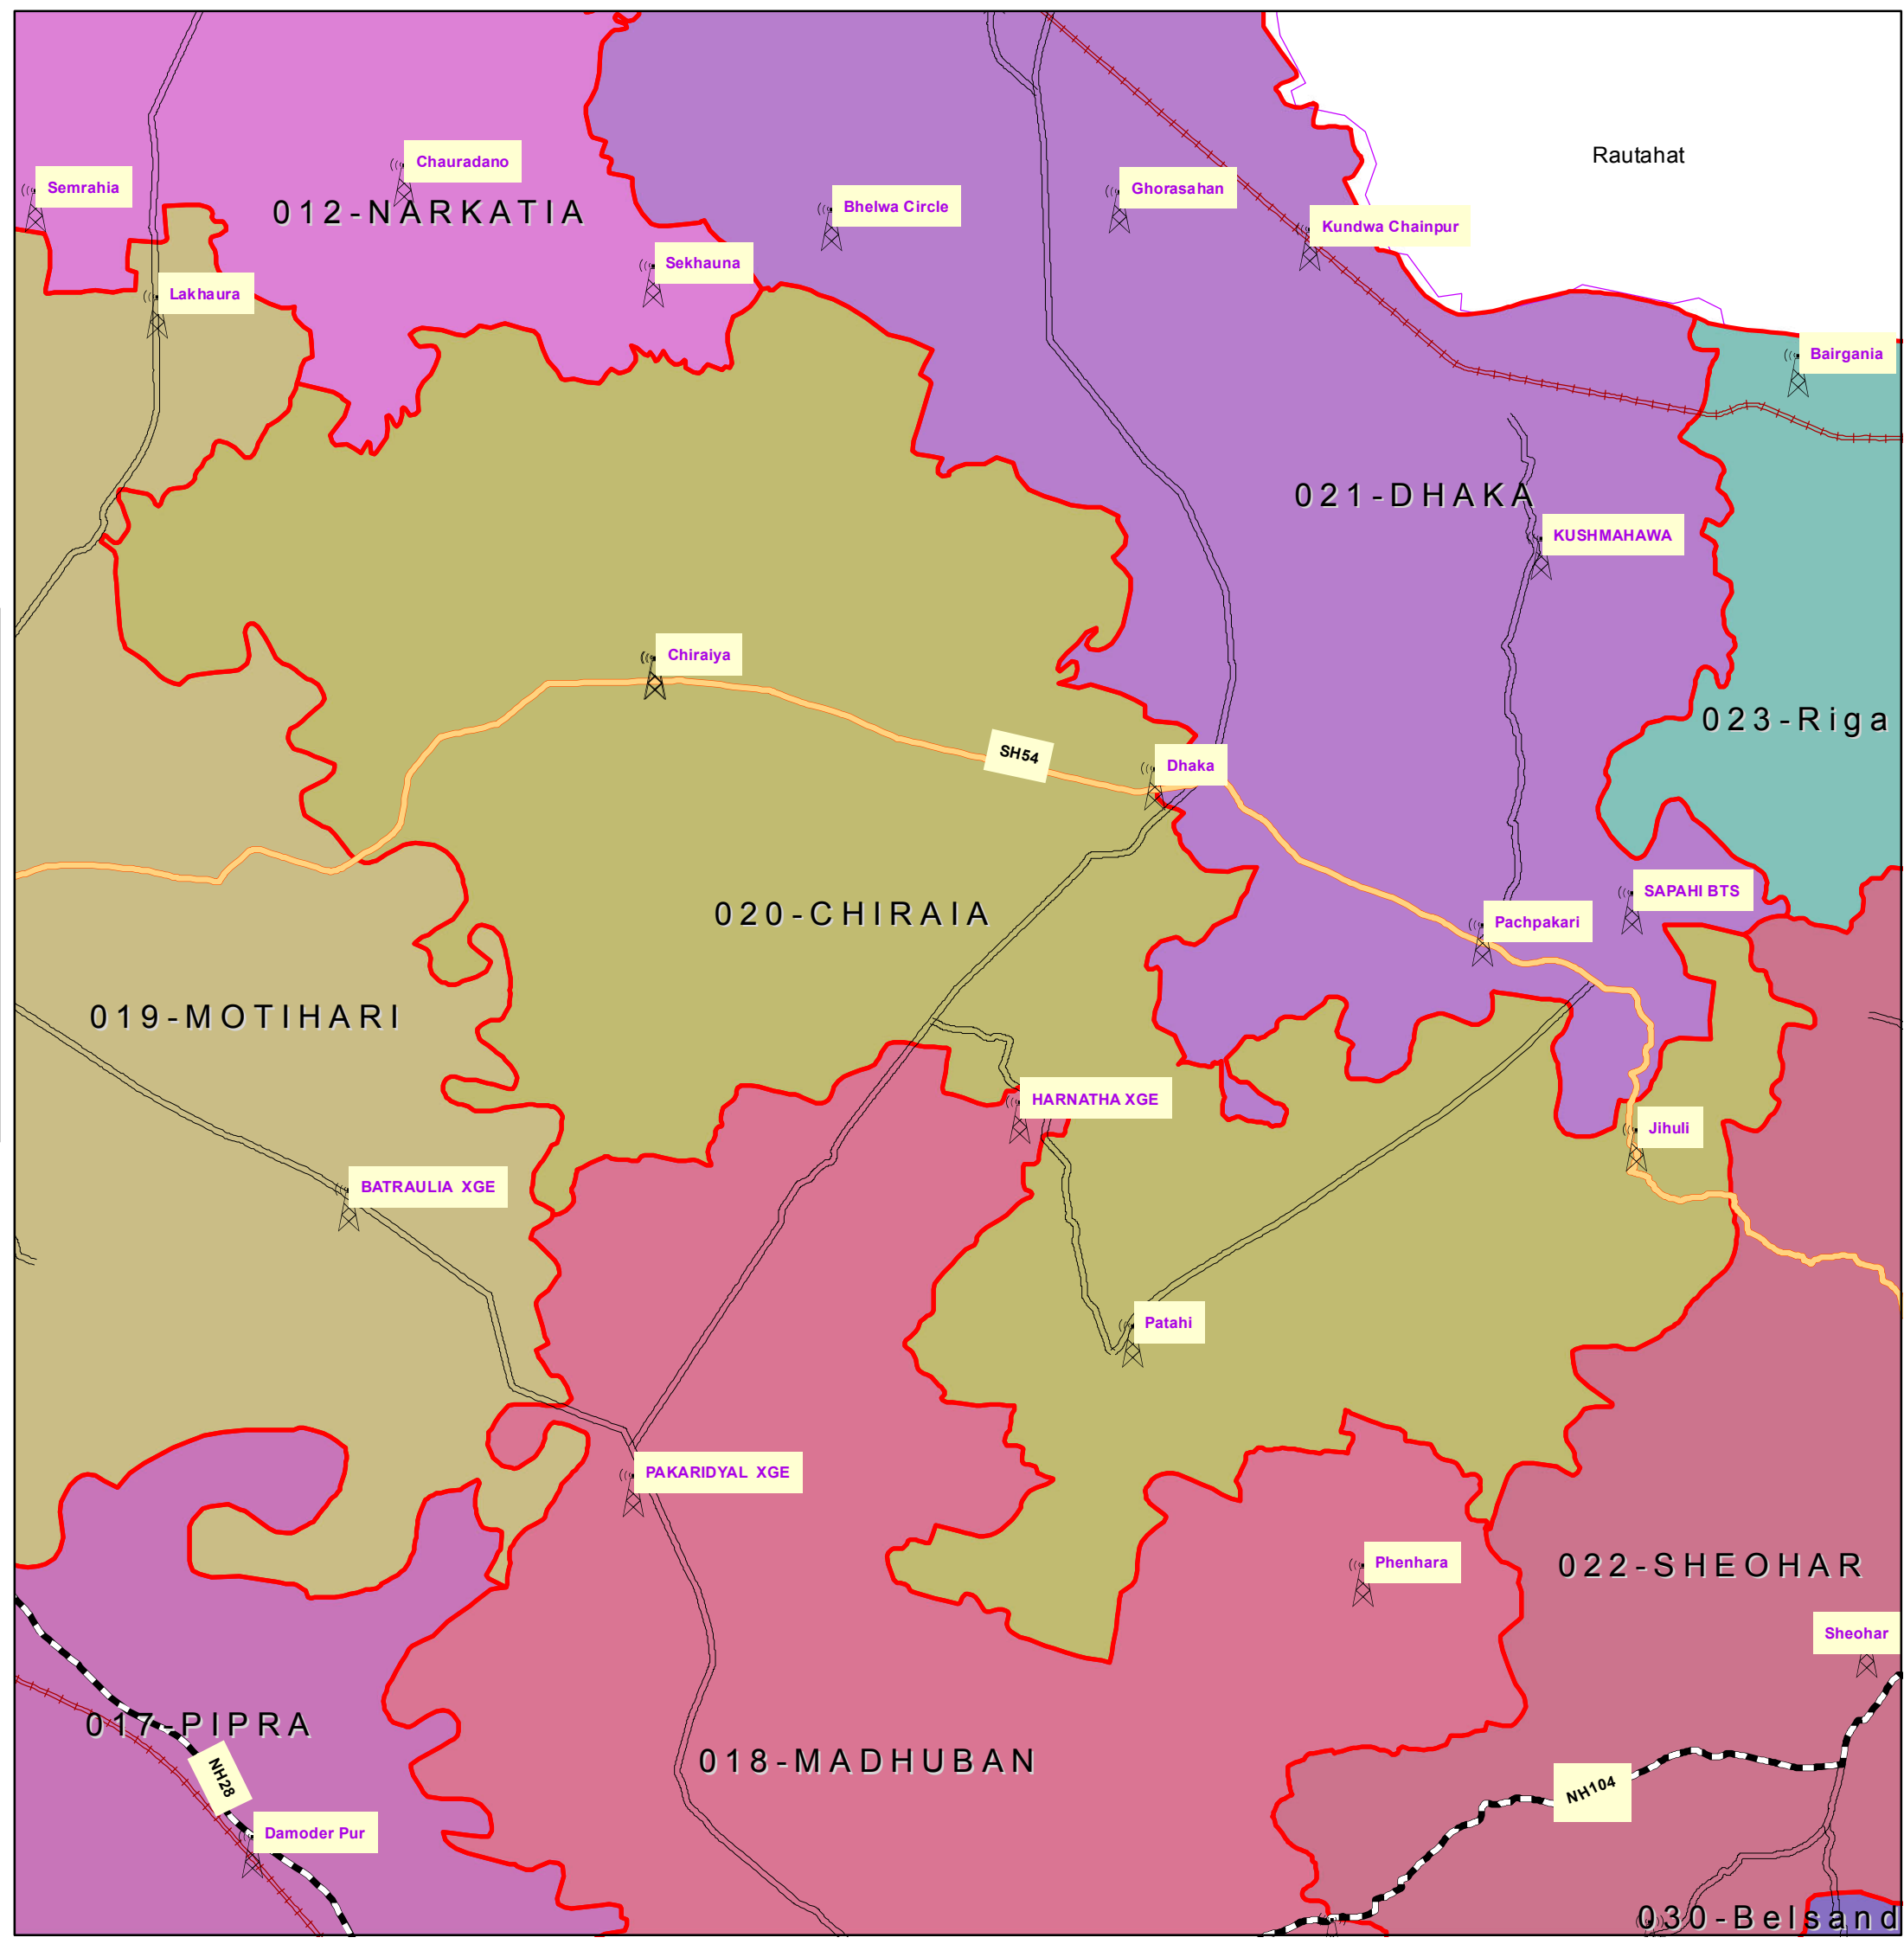 Rautahat
Chauradano
Semrahia
Ghorasahan
Bhelwa Circle
012-NARKATIA
Kundwa Chainpur
Sekhauna
Lakhaura
Bairgania
021-DHAKA
KUSHMAHAWA
Chiraiya
023-Riga
SH54
Dhaka
SAPAHI BTS
020-CHIRAIA
Pachpakari
019-MOTIHARI
HARNATHA XGE
Jihuli
BATRAULIA XGE
Patahi
PAKARIDYAL XGE
Phenhara
022-SHEOHAR
Sheohar
017-PIPRA
018-MADHUBAN
NH28
NH104
Damoder Pur
030-Belsand